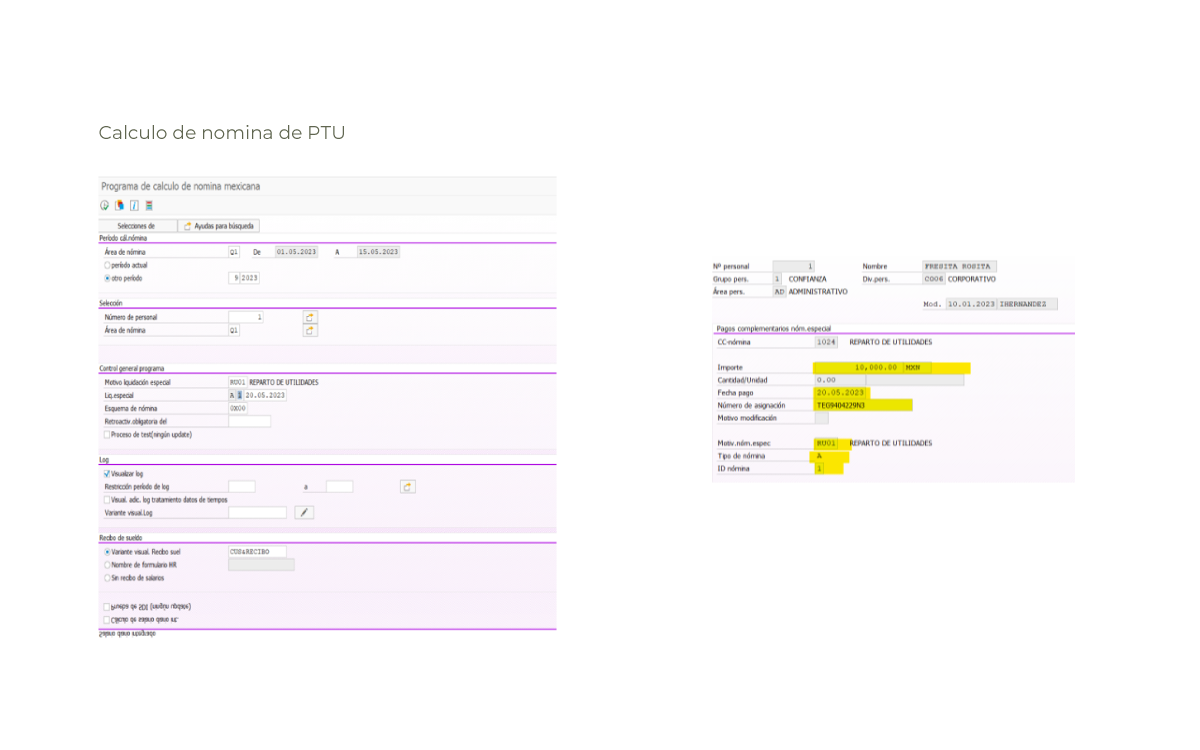 Calculo de nomina de PTU
Programa de calculo de nomina mexicana
Selecciones de Ayudas para búsqueda
Período cál.nómina
Área de nómina Q1 De 01.05.2023 A 15.05.2023
período actual
otro período 9 2023
Selección
Número de personal 1
Área de nómina Q1
Control general programa
Motivo liquidación especial RU01 REPARTO DE UTILIDADES
Liq.especial A 1 20.05.2023
Esquema de nómina
Retroactiv.obligatoria del
Proceso de test(ningún update)
Log
Visualizar log
Restricción período de log a
Visual. adic. log tratamiento datos de tiempos
Variante visual.Log
Recibo de sueldo
Variante visual. Recibo suel CUS&RECIBO
Nombre de formulario HR
Sin recibo de salarios
Nº personal 1 Nombre FRESITA ROSITA
Grupo pers. 1 CONFIANZA Div.pers. C006 CORPORATIVO
Área pers. AD ADMINISTRATIVO
Mod. 10.01.2023 IHERNANDEZ
Pagos complementarios nóm.especial
CC-nómina 1024 REPARTO DE UTILIDADES
Importe 10,000.00 MXN
Cantidad/Unidad 0.00
Fecha pago 20.05.2023
Número de asignación TEG9404229N3
Motivo modificación
Motiv.nóm.espec RU01 REPARTO DE UTILIDADES
Tipo de nómina A
ID nómina 1